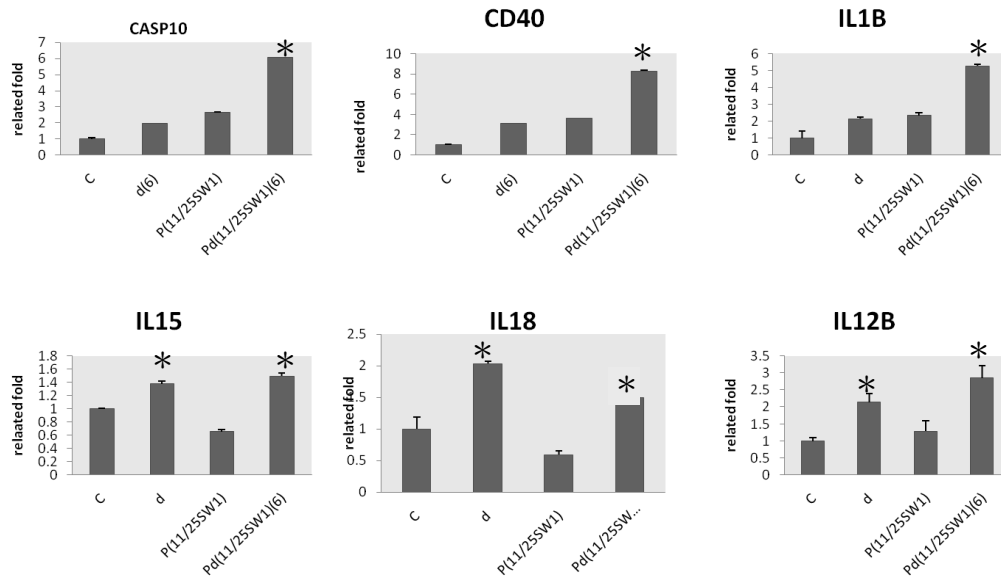 CASP10
related fold
7
6
5
4
3
2
1
0
*
C
d(6)
P(11/25SW1)
Pd(11/25SW1)(6)
CD40
related fold
10
8
6
4
2
0
*
C
d(6)
P(11/25SW1)
Pd(11/25SW1)(6)
IL1B
related fold
6
5
4
3
2
1
0
*
C
d
P(11/25SW1)
Pd(11/25SW1)(6)
IL15
relaated fold
1.8
1.6
1.4
1.2
1
0.8
0.6
0.4
0.2
0
*
*
C
d
P(11/25SW1)
Pd(11/25SW1)(6)
IL18
related fold
2.5
2
1.5
1
0.5
0
*
*
C
d
P(11/25SW1)
Pd(11/25SW...
IL12B
related fold
3.5
3
2.5
2
1.5
1
0.5
0
*
*
C
d
P(11/25SW1)
Pd(11/25SW1)(6)